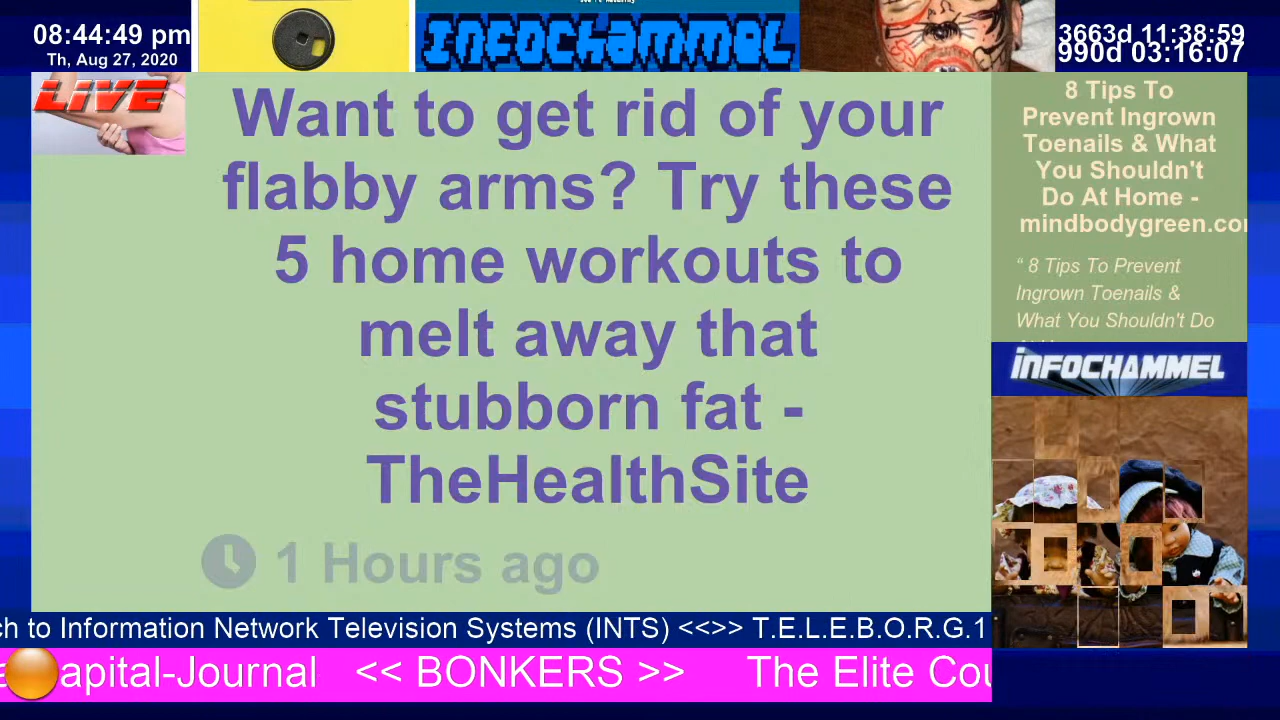 08:44:49 pm
Th, Aug 27, 2020
INFOCHAMMEL
3663d 11:38:59
990d 03:16:07
LIVE
Want to get rid of your
flabby arms? Try these
5 home workouts to
melt away that
stubborn fat -
TheHealthSite
1 Hours ago
8 Tips To
Prevent Ingrown
Toenails & What
You Shouldn't
Do At Home -
mindbodygreen.com
“ 8 Tips To Prevent
Ingrown Toenails &
What You Shouldn't Do
INFOCHAMMEL
ch to Information Network Television Systems (INTS) <<>> T.E.L.E.B.O.R.G.1
apital-Journal << BONKERS >> The Elite Cou